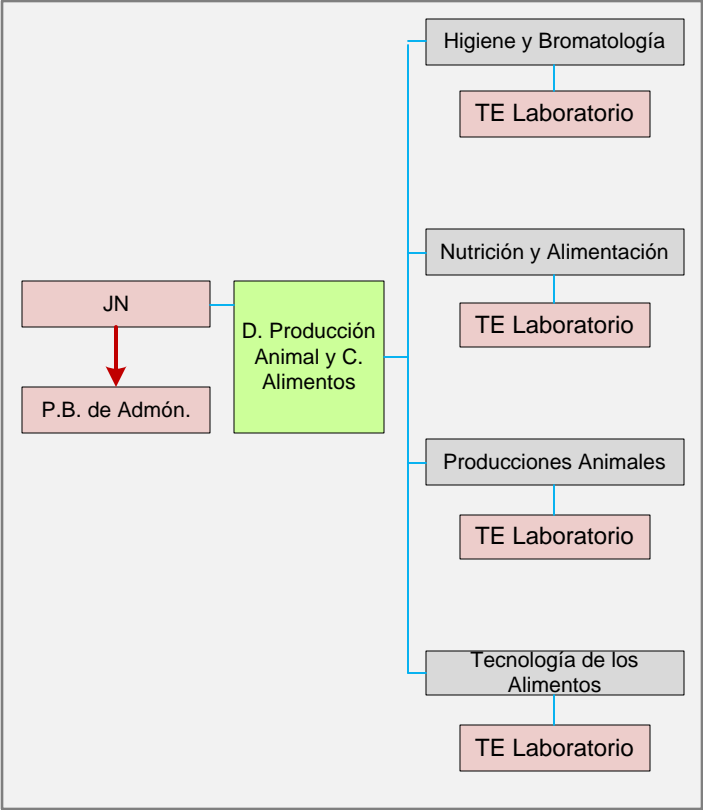 Higiene y Bromatología
TE Laboratorio
Nutrición y Alimentación
TE Laboratorio
JN
D. Producción
Animal y C.
Alimentos
P.B. de Admón.
Producciones Animales
TE Laboratorio
Tecnología de los
Alimentos
TE Laboratorio